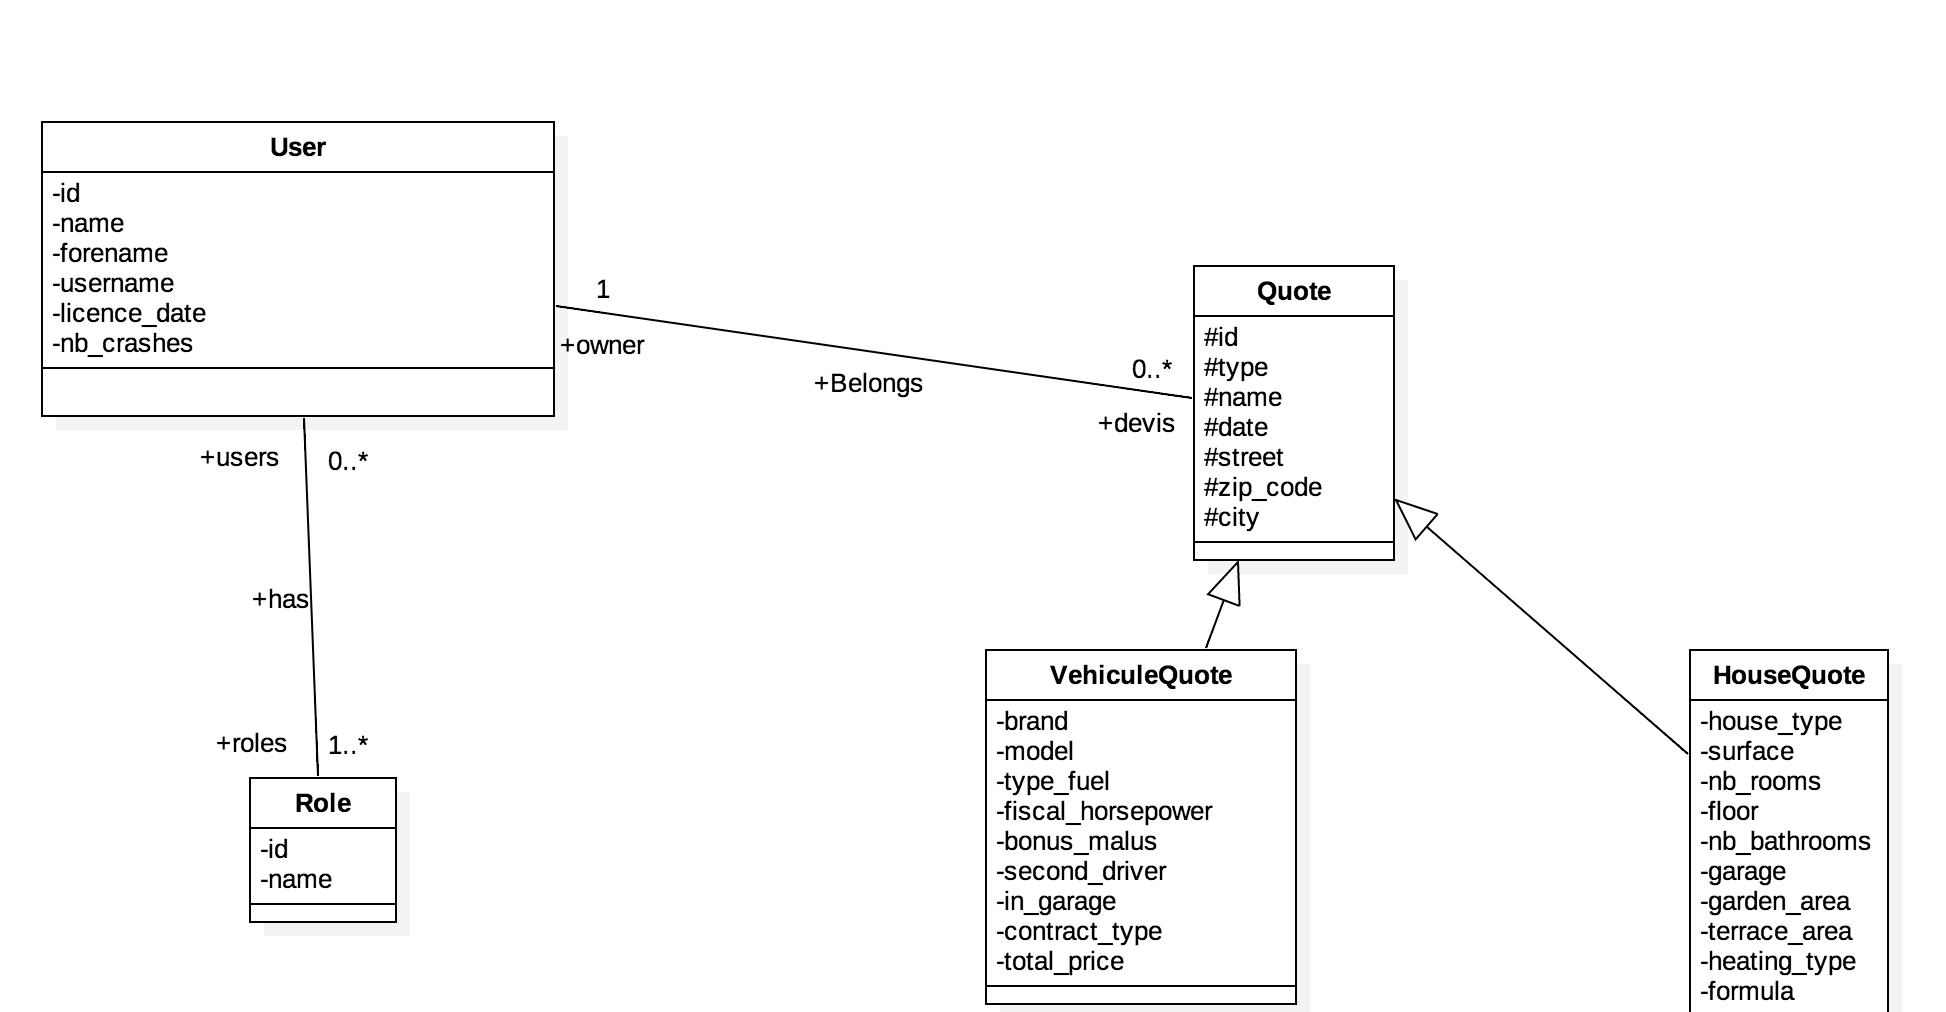 User
-id
-name
-forename
-username
-licence_date
-nb_crashes
1
+owner
+Belongs
0..*
+devis
Quote
#id
#type
#name
#date
#street
#zip_code
#city
+users
0..*
+has
+roles
1..*
Role
-id
-name
VehiculeQuote
-brand
-model
-type_fuel
-fiscal_horsepower
-bonus_malus
-second_driver
-in_garage
-contract_type
-total_price
HouseQuote
-house_type
-surface
-nb_rooms
-floor
-nb_bathrooms
-garage
-garden_area
-terrace_area
-heating_type
-formula